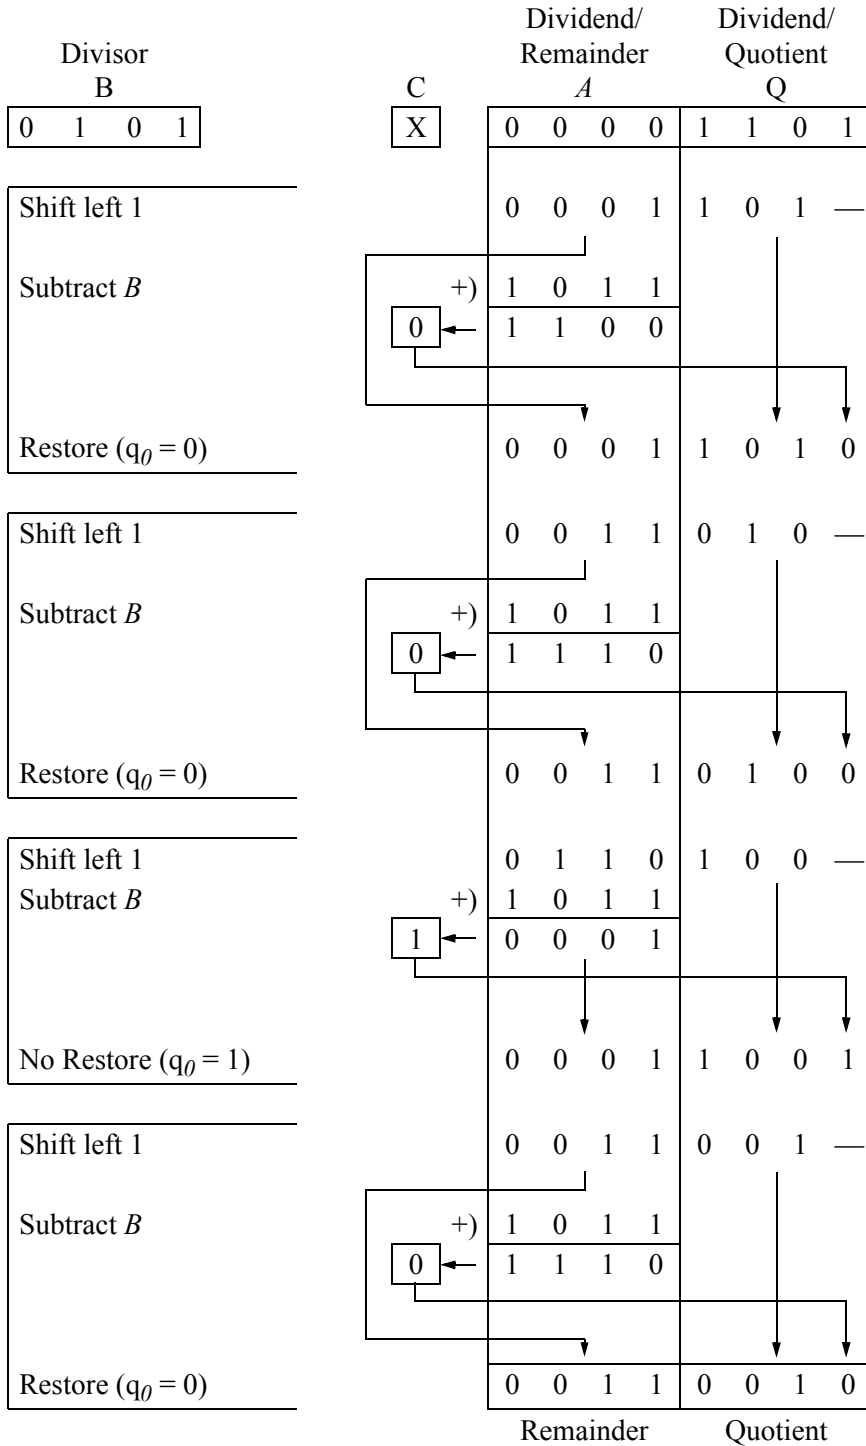 Dividend/ Dividend/
Divisor Remainder Quotient
B C A Q
0 1 0 1 X 0 0 0 0 1 1 0 1
Shift left 1 0 0 0 1 1 0 1 —
Subtract B +) 1 0 1 1
0 1 1 0 0
Restore (q0 = 0) 0 0 0 1 1 0 1 0
Shift left 1 0 0 1 1 0 1 0 —
Subtract B +) 1 0 1 1
0 1 1 1 0
Restore (q0 = 0) 0 0 1 1 0 1 0 0
Shift left 1 0 1 1 0 1 0 0 —
Subtract B +) 1 0 1 1
1 0 0 0 1
No Restore (q0 = 1) 0 0 0 1 1 0 0 1
Shift left 1 0 0 1 1 0 0 1 —
Subtract B +) 1 0 1 1
0 1 1 1 0
Restore (q0 = 0) 0 0 1 1 0 0 1 0
Remainder Quotient